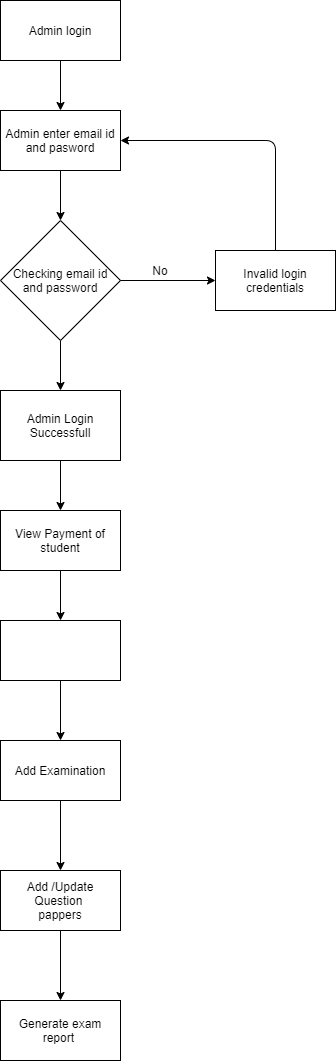 Admin login
Admin enter email id
and pasword
Checking email id
and password
No
Invalid login
credentials
Admin Login
Successfull
View Payment of
student
Add Examination
Add /Update
Question
pappers
Generate exam
report